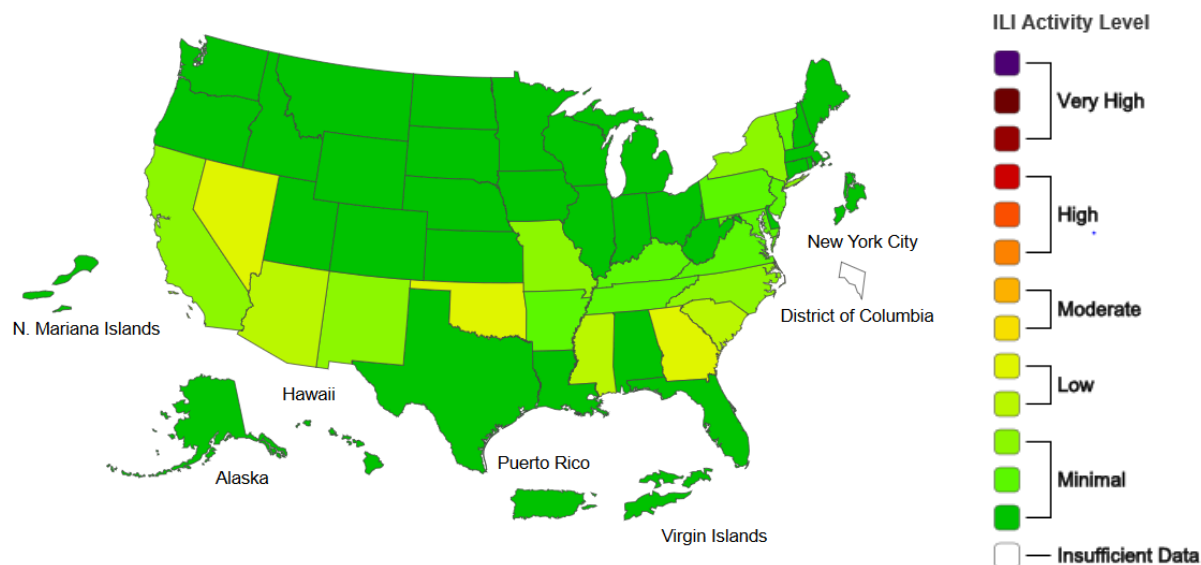 ILI Activity Level
Very High
High
New York City
District of Columbia
N. Mariana Islands
Moderate
Hawaii
Low
Puerto Rico
Alaska
Minimal
Virgin Islands
Insufficient Data